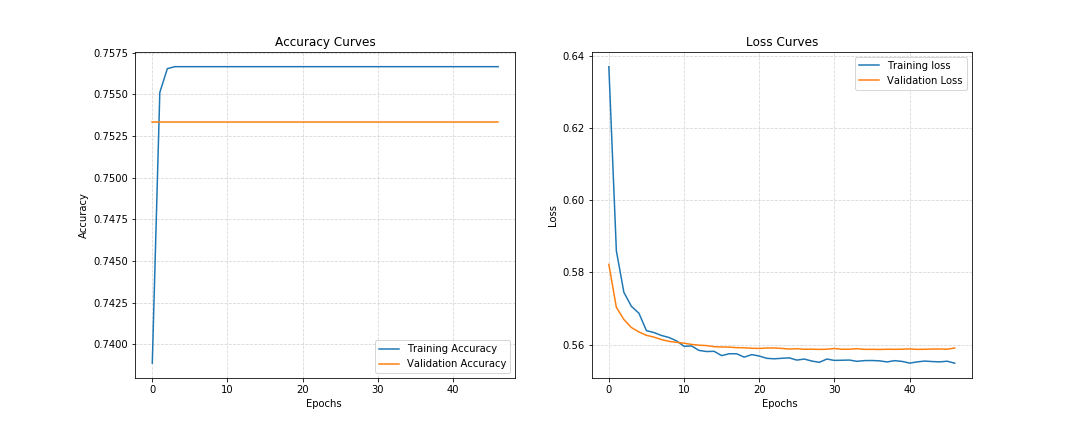 Accuracy Curves
0.7575
0.7550
0.7525
0.7500
0.7475
0.7450
0.7425
0.7400
Accuracy
0
10
20
30
40
Epochs
Training Accuracy
Validation Accuracy
Loss Curves
0.64
0.62
0.60
0.58
0.56
Loss
0
10
20
30
40
Epochs
Training loss
Validation Loss